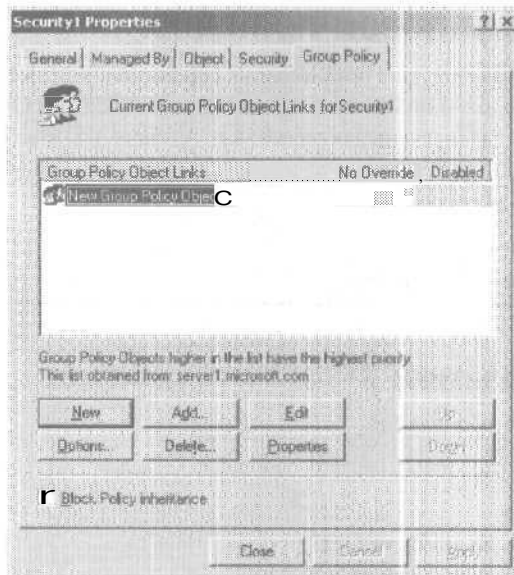 Security1 Properties ? ×
General Managed By Object Security Group Policy
Current Group Policy Object Links for Security1
Group Policy Object Links No Override Disabled
New Group Policy Objec C
Group Policy Objects higher in the list have the highest priority.
This list obtained from: server1.microsoft.com
New Add... Edit Up
Options... Delete... Properties Down
r Block Policy inheritance
Close Cancel Apply